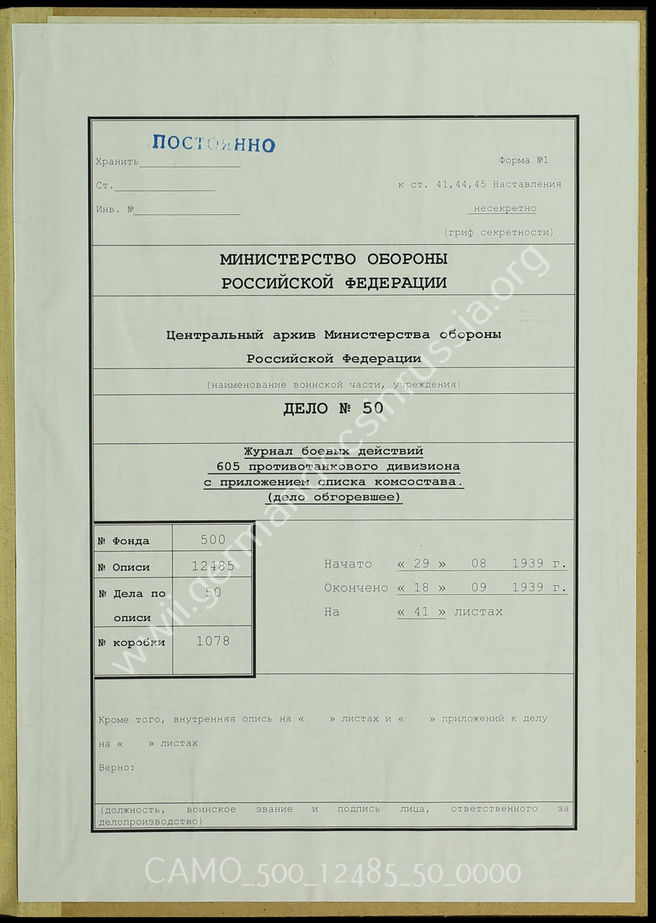 ПОСТОЯННО
Хранить
Форма №1
Ст.
к ст. 41,44,45 Наставления
Инв. №
несекретно
(гриф секретности)
МИНИСТЕРСТВО ОБОРОНЫ
РОССИЙСКОЙ ФЕДЕРАЦИИ
Центральный архив Министерства обороны
Российской Федерации
(наименование воинской части, учреждения)
ДЕЛО № 50
Журнал боевых действий
605 противотанкового дивизиона
с приложением списка комсостава.
(дело обгоревшее)
№ Фонда 500
№ Описи 12485
№ Дела по описи 50
№ коробки 1078
Начато « 29 » 08 1939 г.
Окончено « 18 » 09 1939 г.
На « 41 » листах
Кроме того, внутренняя опись на « » листах и « » приложений к делу
на « » листах
Верно:
(должность, воинское звание и подпись лица, ответственного за
делопроизводство)
www.germandocsinrussia.org
CAMO_500_12485_50_0000